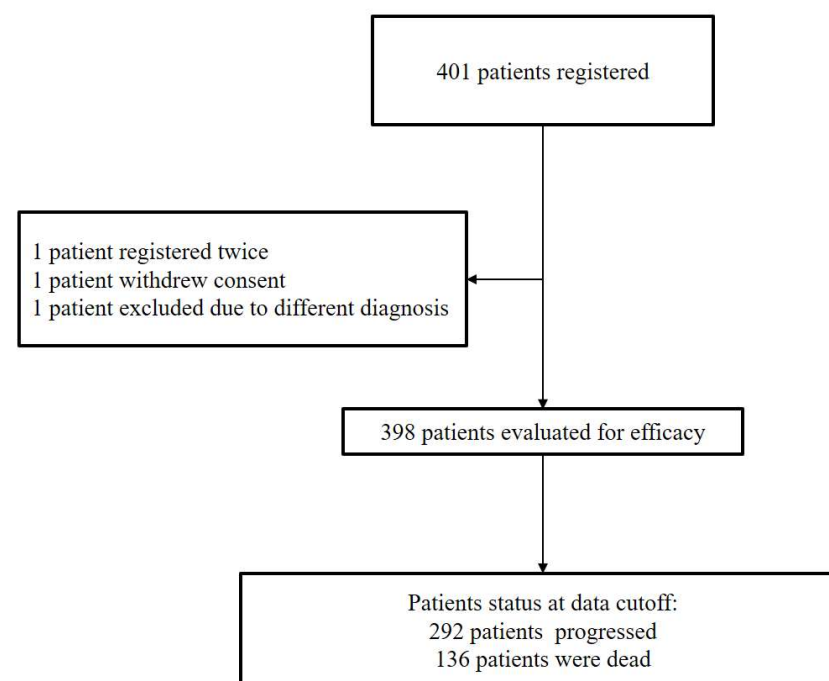 401 patients registered
1 patient registered twice
1 patient withdrew consent
1 patient excluded due to different diagnosis
398 patients evaluated for efficacy
Patients status at data cutoff:
292 patients  progressed
136 patients were dead